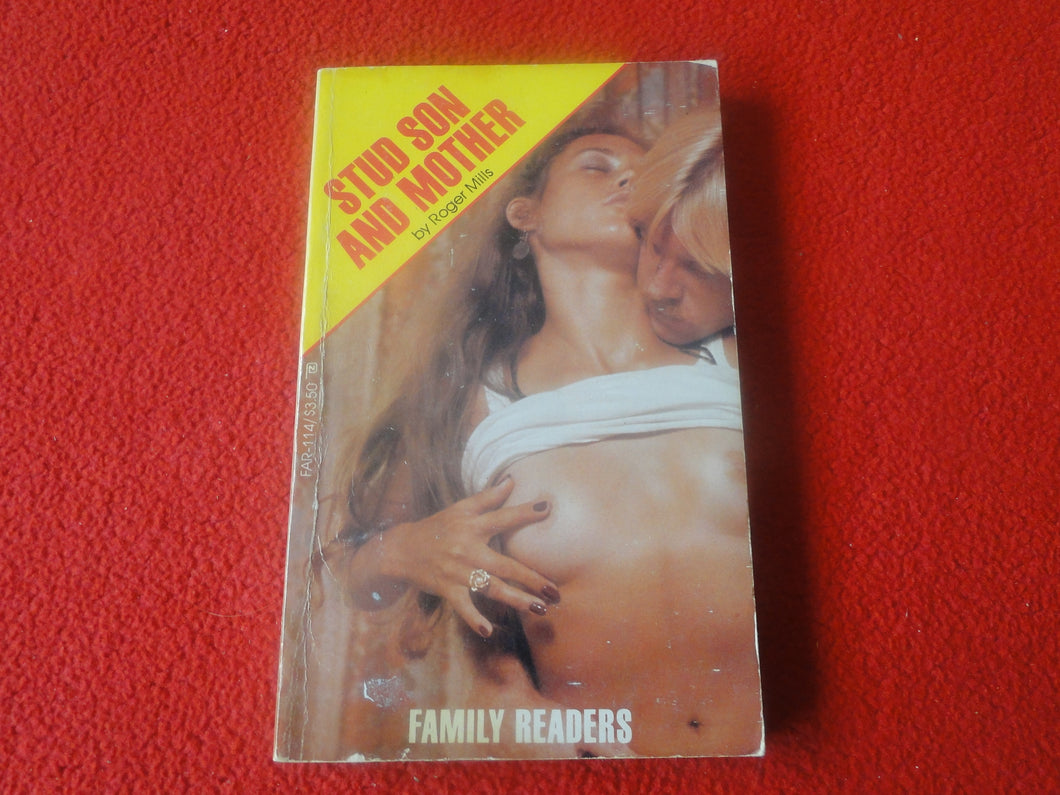 STUD SON
AND MOTHER
by Roger Mills
FAR-114/$3.50
FAMILY READERS